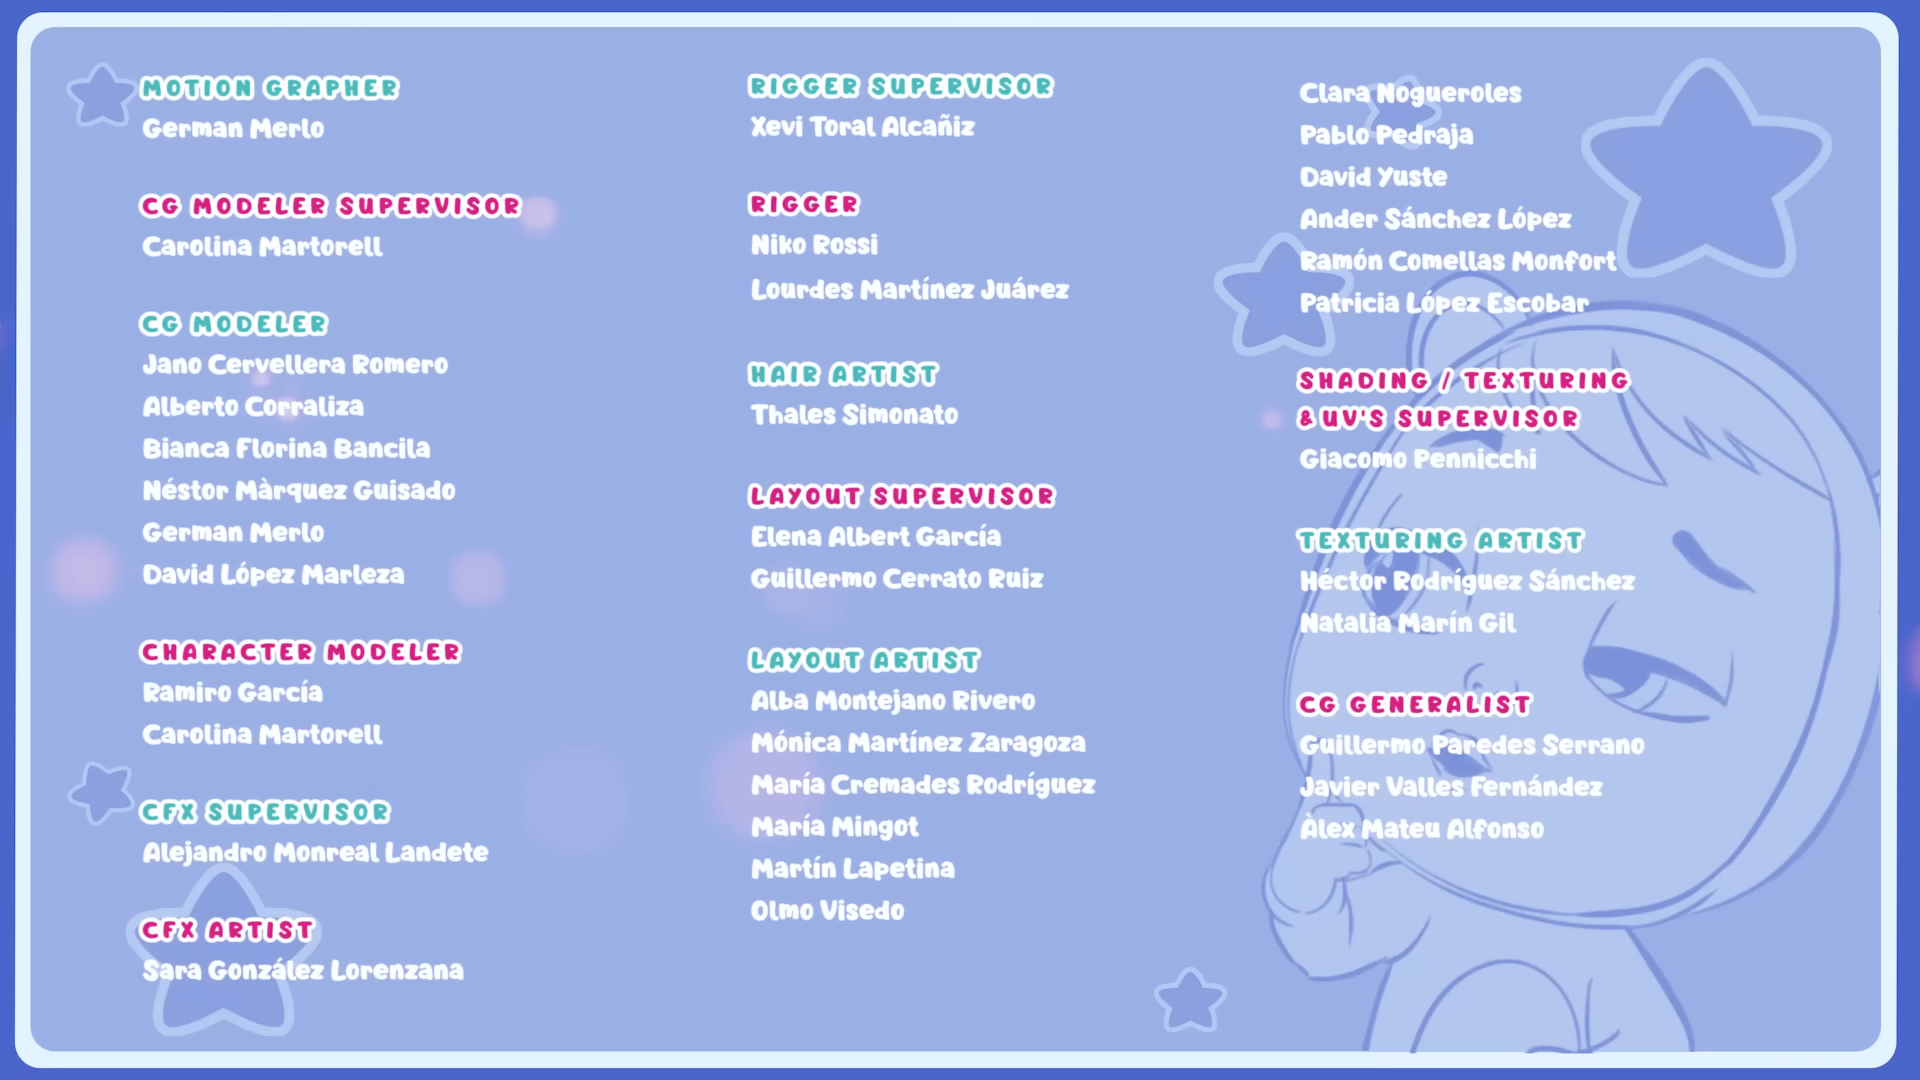 MOTION GRAPHER
German Merlo
CG MODELER SUPERVISOR
Carolina Martorell
CG MODELER
Jano Cervellera Romero
Alberto Corraliza
Bianca Florina Bancila
Néstor Màrquez Guisado
German Merlo
David López Marleza
CHARACTER MODELER
Ramiro García
Carolina Martorell
CFX SUPERVISOR
Alejandro Monreal Landete
CFX ARTIST
Sara González Lorenzana
RIGGER SUPERVISOR
Xevi Toral Alcañiz
RIGGER
Niko Rossi
Lourdes Martínez Juárez
HAIR ARTIST
Thales Simonato
LAYOUT SUPERVISOR
Elena Albert García
Guillermo Cerrato Ruiz
LAYOUT ARTIST
Alba Montejano Rivero
Mónica Martínez Zaragoza
María Cremades Rodríguez
María Mingot
Martín Lapetina
Olmo Visedo
Clara Nogueroles
Pablo Pedraja
David Yuste
Ander Sánchez López
Ramón Comellas Monfort
Patricia López Escobar
SHADING / TEXTURING
& UV'S SUPERVISOR
Giacomo Pennicchi
TEXTURING ARTIST
Héctor Rodríguez Sánchez
Natalia Marín Gil
CG GENERALIST
Guillermo Paredes Serrano
Javier Valles Fernández
Àlex Mateu Alfonso